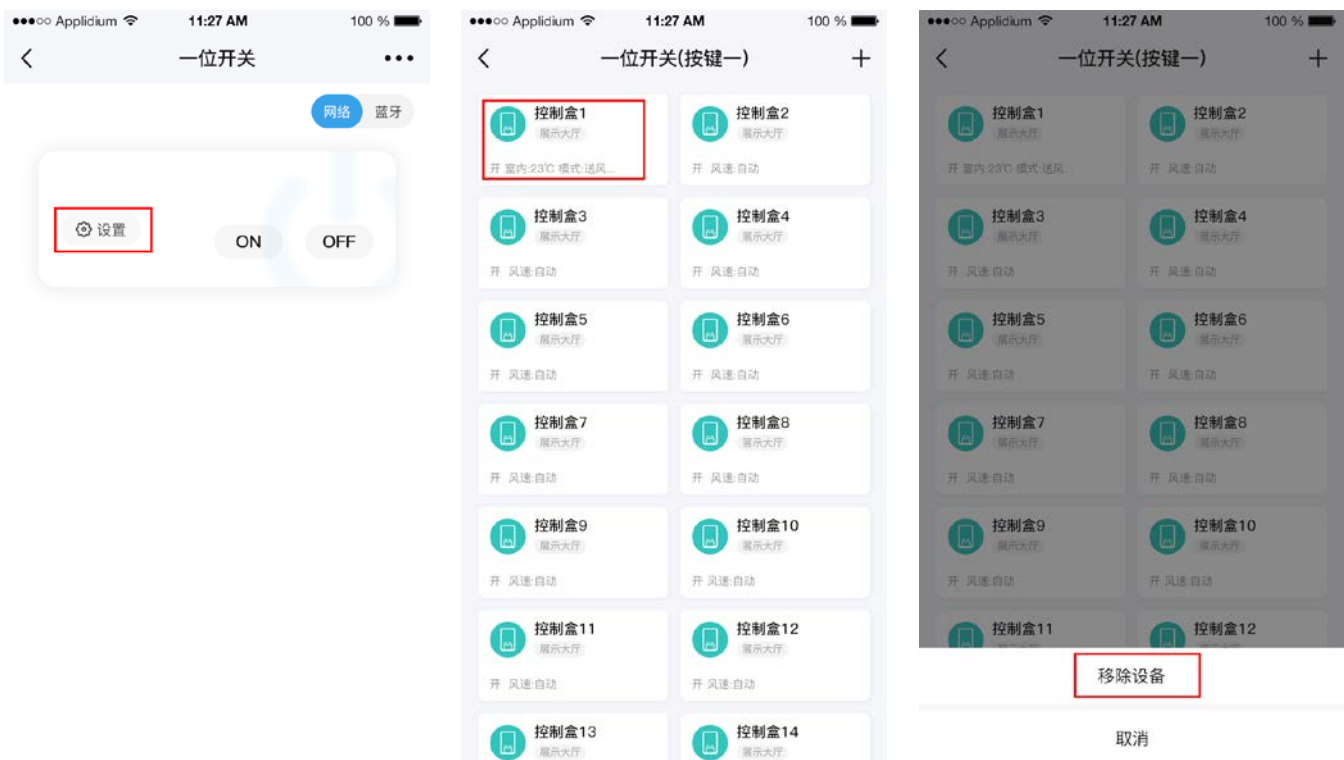 Applidium 11:27 AM 100 %
一位开关
网络 蓝牙
设置
ON OFF
Applidium 11:27 AM 100 %
一位开关(按键一)
控制盒1 控制盒2
展示大厅 展示大厅
开 室内:23℃ 模式:送风... 开 风速:自动
控制盒3 控制盒4
展示大厅 展示大厅
开 风速:自动 开 风速:自动
控制盒5 控制盒6
展示大厅 展示大厅
开 风速:自动 开 风速:自动
控制盒7 控制盒8
展示大厅 展示大厅
开 风速:自动 开 风速:自动
控制盒9 控制盒10
展示大厅 展示大厅
开 风速:自动 开 风速:自动
控制盒11 控制盒12
展示大厅 展示大厅
开 风速:自动 开 风速:自动
控制盒13 控制盒14
展示大厅 展示大厅
Applidium 11:27 AM 100 %
一位开关(按键一)
控制盒1 控制盒2
展示大厅 展示大厅
开 室内:23℃ 模式:送风... 开 风速:自动
控制盒3 控制盒4
展示大厅 展示大厅
开 风速:自动 开 风速:自动
控制盒5 控制盒6
展示大厅 展示大厅
开 风速:自动 开 风速:自动
控制盒7 控制盒8
展示大厅 展示大厅
开 风速:自动 开 风速:自动
控制盒9 控制盒10
展示大厅 展示大厅
开 风速:自动 开 风速:自动
控制盒11 控制盒12
移除设备
取消